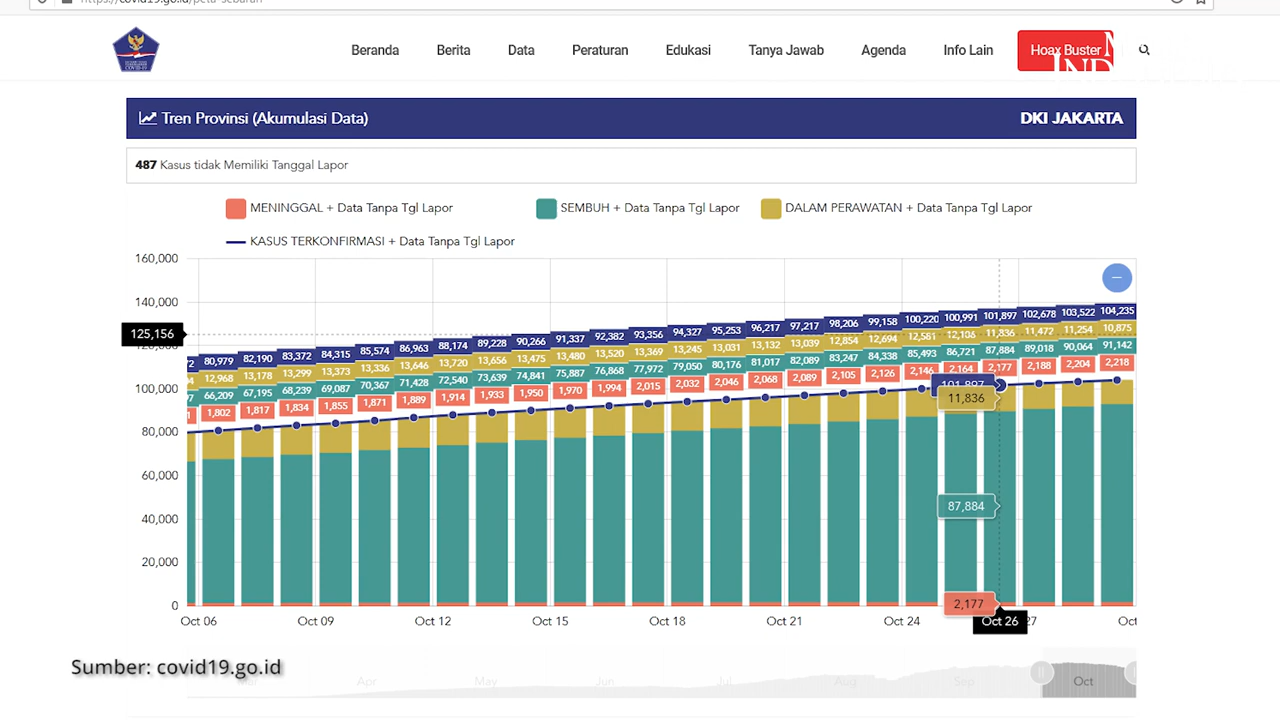 https://covid19.go.id/peta-sebaran
Beranda Berita Data Peraturan Edukasi Tanya Jawab Agenda Info Lain Hoax Buster
Tren Provinsi (Akumulasi Data) DKI JAKARTA
487 Kasus tidak Memiliki Tanggal Lapor
MENINGGAL + Data Tanpa Tgl Lapor SEMBUH + Data Tanpa Tgl Lapor DALAM PERAWATAN + Data Tanpa Tgl Lapor
KASUS TERKONFIRMASI + Data Tanpa Tgl Lapor
160,000
140,000
125,156
120,000
100,000
80,000
60,000
40,000
20,000
0
80,979 82,190 83,372 84,315 85,574 86,963 88,174 89,228 90,266 91,337 92,382 93,356 94,327 95,253 96,217 97,217 98,206 99,158 100,220 100,991 101,897 102,678 103,522 104,235
12,968 13,178 13,299 13,373 13,336 13,646 13,720 13,656 13,475 13,480 13,520 13,369 13,245 13,031 13,132 13,039 12,854 12,694 12,581 12,106 11,836 11,472 11,254 10,875
66,209 67,195 68,239 69,087 70,367 71,428 72,540 73,639 74,841 75,887 76,868 77,972 79,050 80,176 81,017 82,089 83,247 84,338 85,493 86,721 87,884 89,018 90,064 91,142
1,802 1,817 1,834 1,855 1,871 1,889 1,914 1,933 1,950 1,970 1,994 2,015 2,032 2,046 2,068 2,089 2,105 2,126 2,146 2,164 2,177 2,188 2,204 2,218
101,897
11,836
87,884
2,177
Oct 06 Oct 09 Oct 12 Oct 15 Oct 18 Oct 21 Oct 24 Oct 26 27 Oct
Sumber: covid19.go.id
Mar Apr May Jun Jul Aug Sep Oct